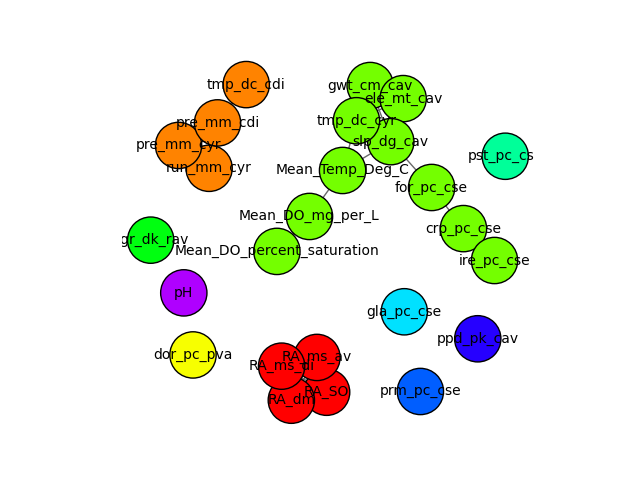 tmp_dc_cdi
gwt_cm_cav
ele_mt_cav
pre_mm_cdi
tmp_dc_cyr
slp_dg_cav
pre_mm_cyr
pst_pc_cs
run_mm_cyr
Mean_Temp_Deg_C
for_pc_cse
Mean_DO_mg_per_L
crp_pc_cse
gr_dk_rav
Mean_DO_percent_saturation
ire_pc_cse
pH
gla_pc_cse
ppd_pk_cav
dor_pc_pva
RA_ms_av
RA_ms_di
prm_pc_cse
RA_SO
RA_dm